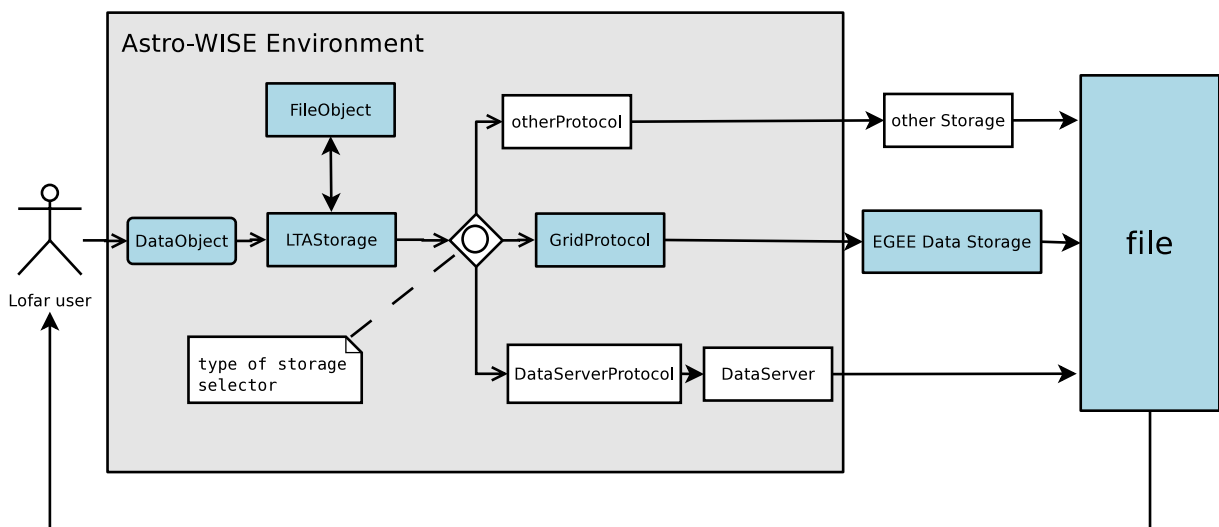 Astro-WISE Environment
FileObject
otherProtocol
other Storage
DataObject
LTAStorage
GridProtocol
EGEE Data Storage
file
Lofar user
type of storage
selector
DataServerProtocol
DataServer